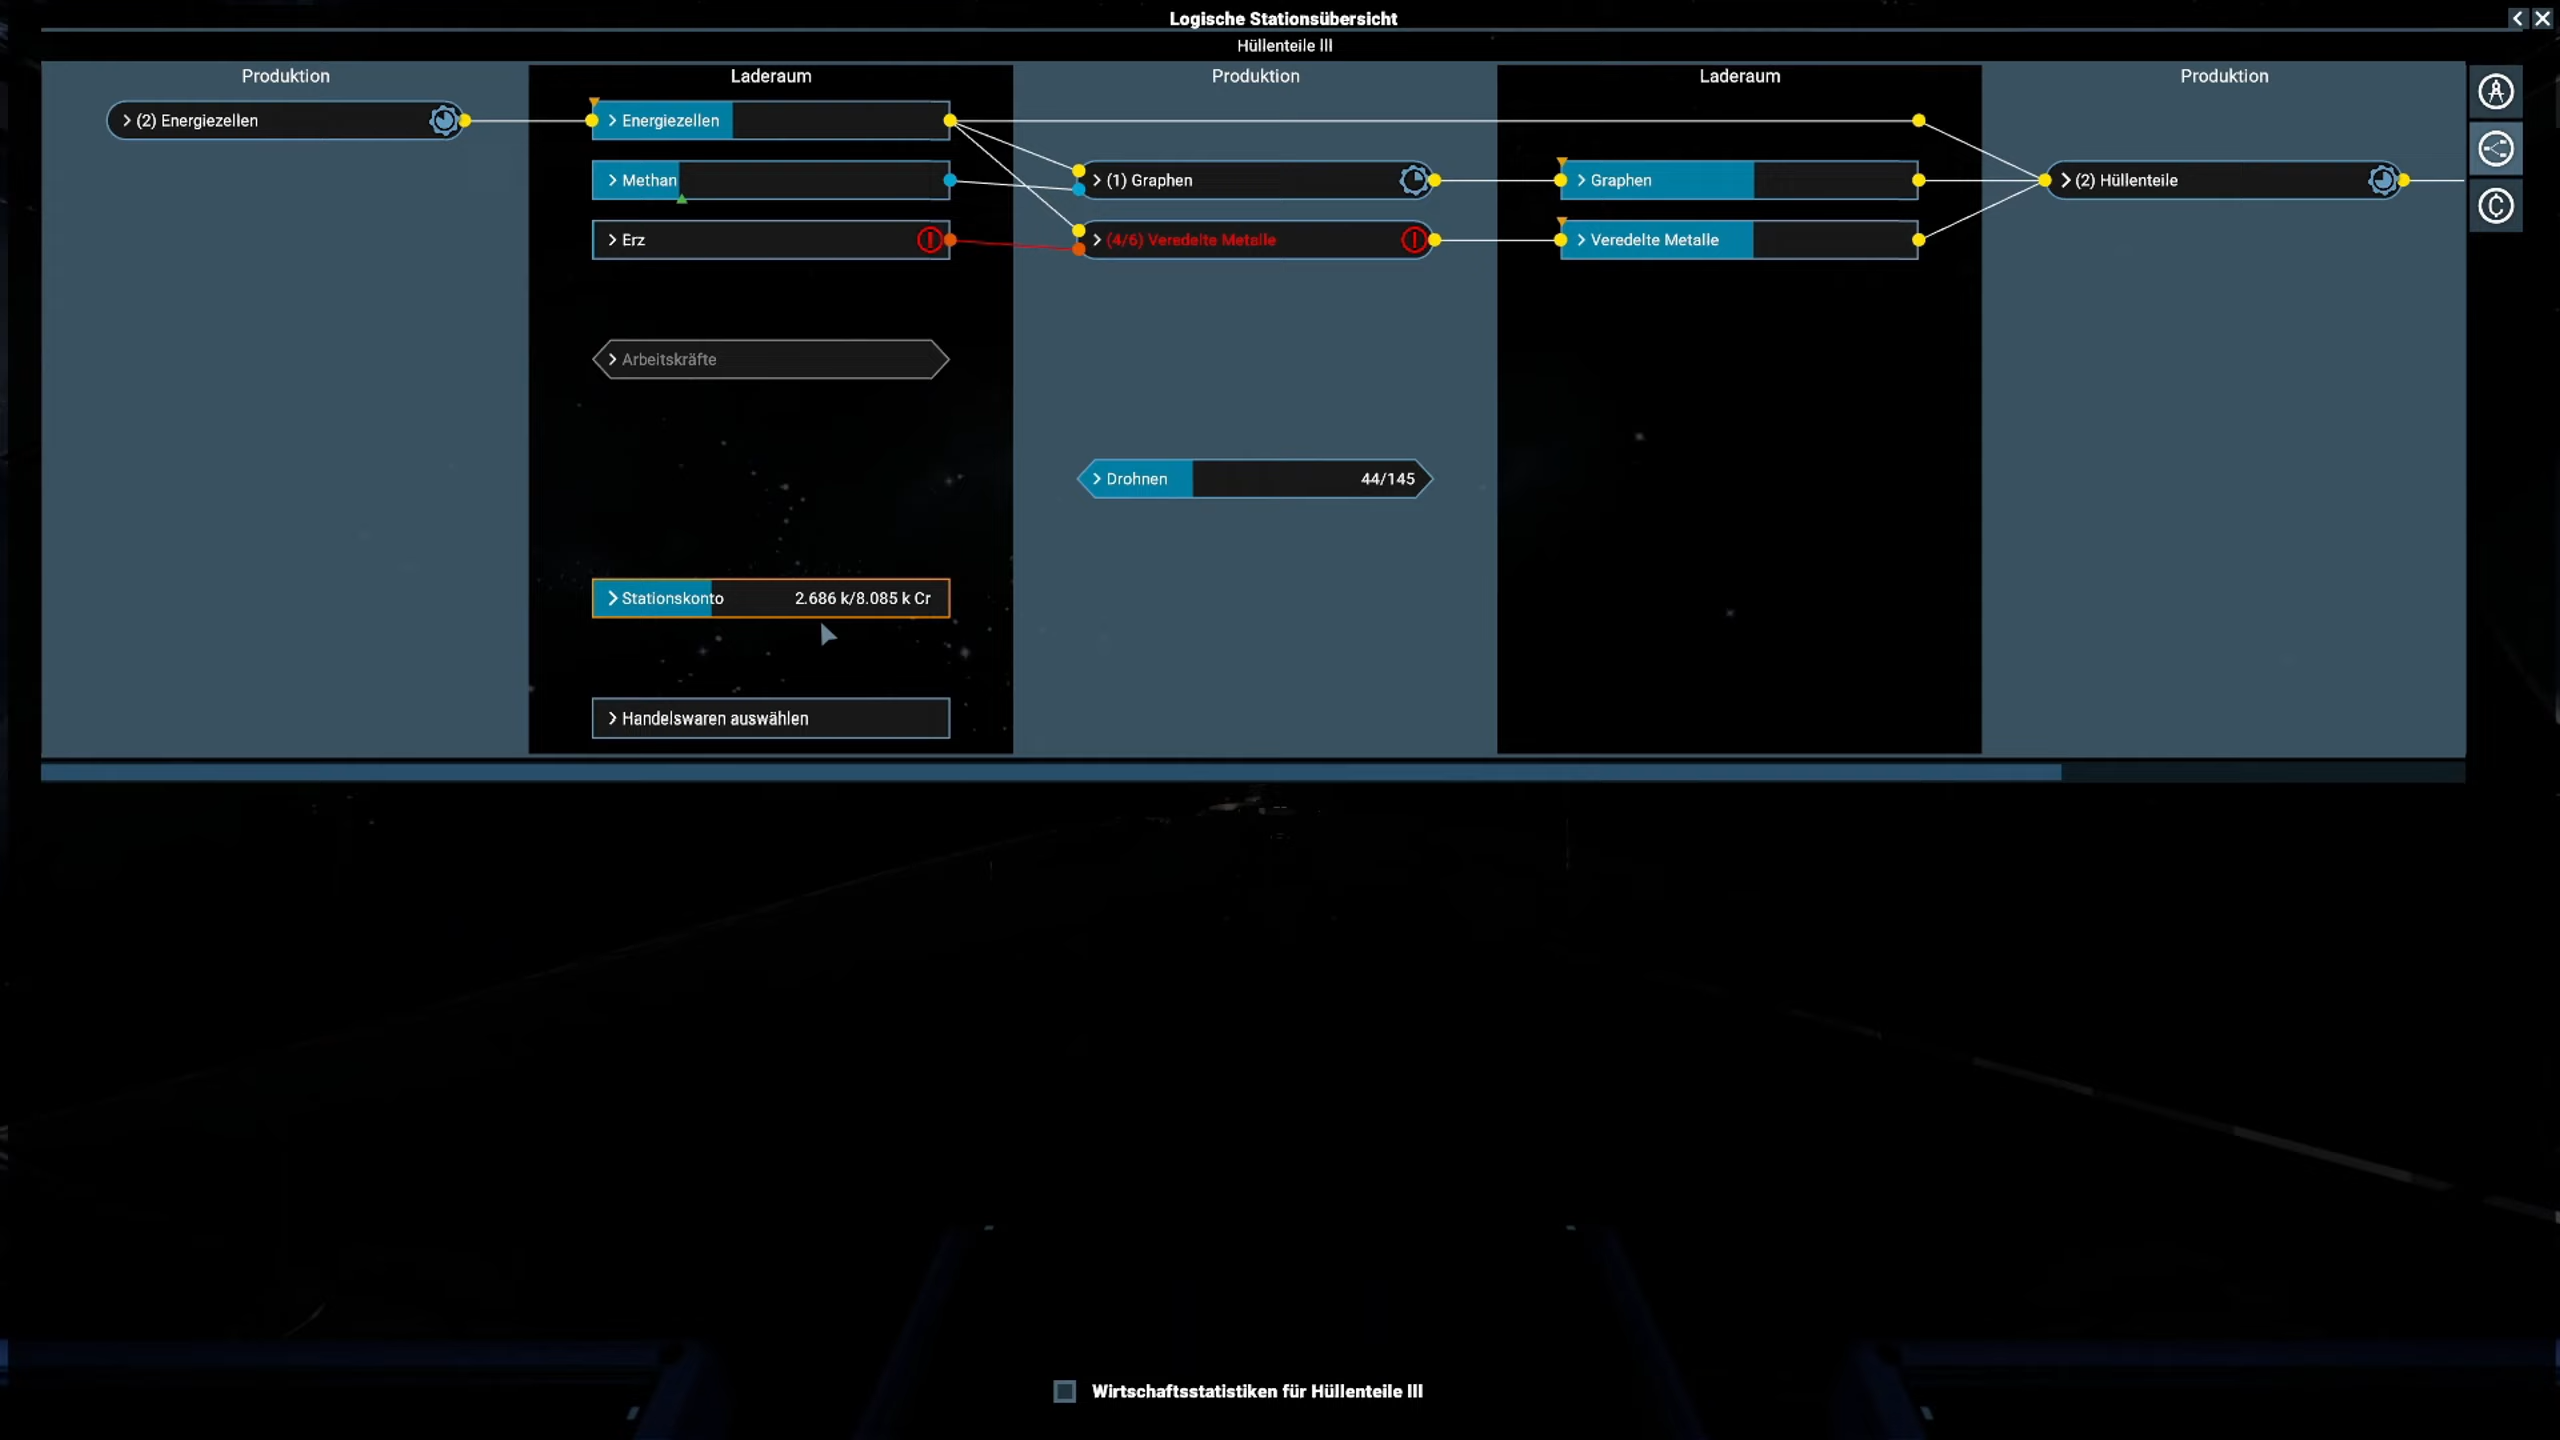 Logische Stationsübersicht
Hüllenteile III
Produktion
Laderaum
Produktion
Laderaum
Produktion
(2) Energiezellen
Energiezellen
Methan
(1) Graphen
Graphen
(2) Hüllenteile
Erz
(4/6) Veredelte Metalle
Veredelte Metalle
Arbeitskräfte
Drohnen 44/145
Stationskonto 2.686 k/8.085 k Cr
Handelswaren auswählen
Wirtschaftsstatistiken für Hüllenteile III